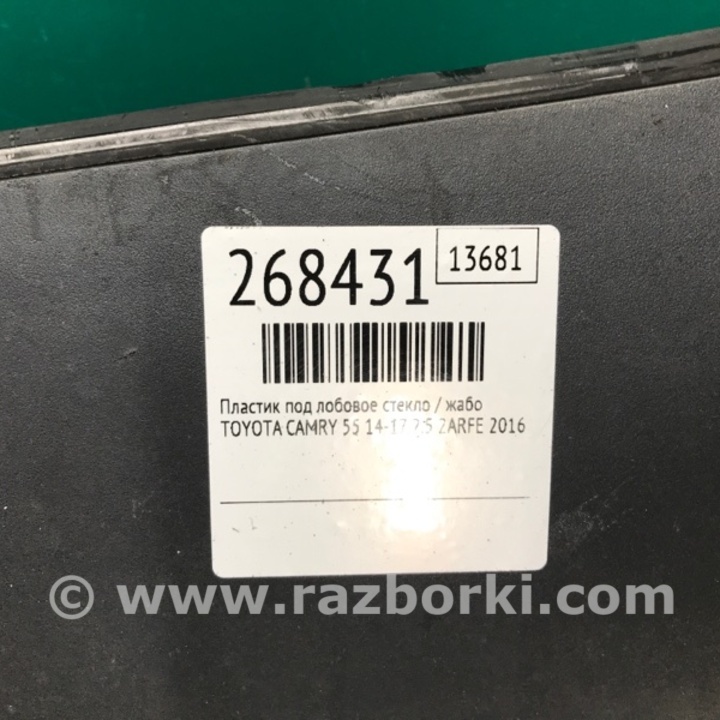 268431
13681
Пластик под лобовое стекло / жабо
TOYOTA CAMRY 55 14-17 2.5 2ARFE 2016
© www.razborki.com